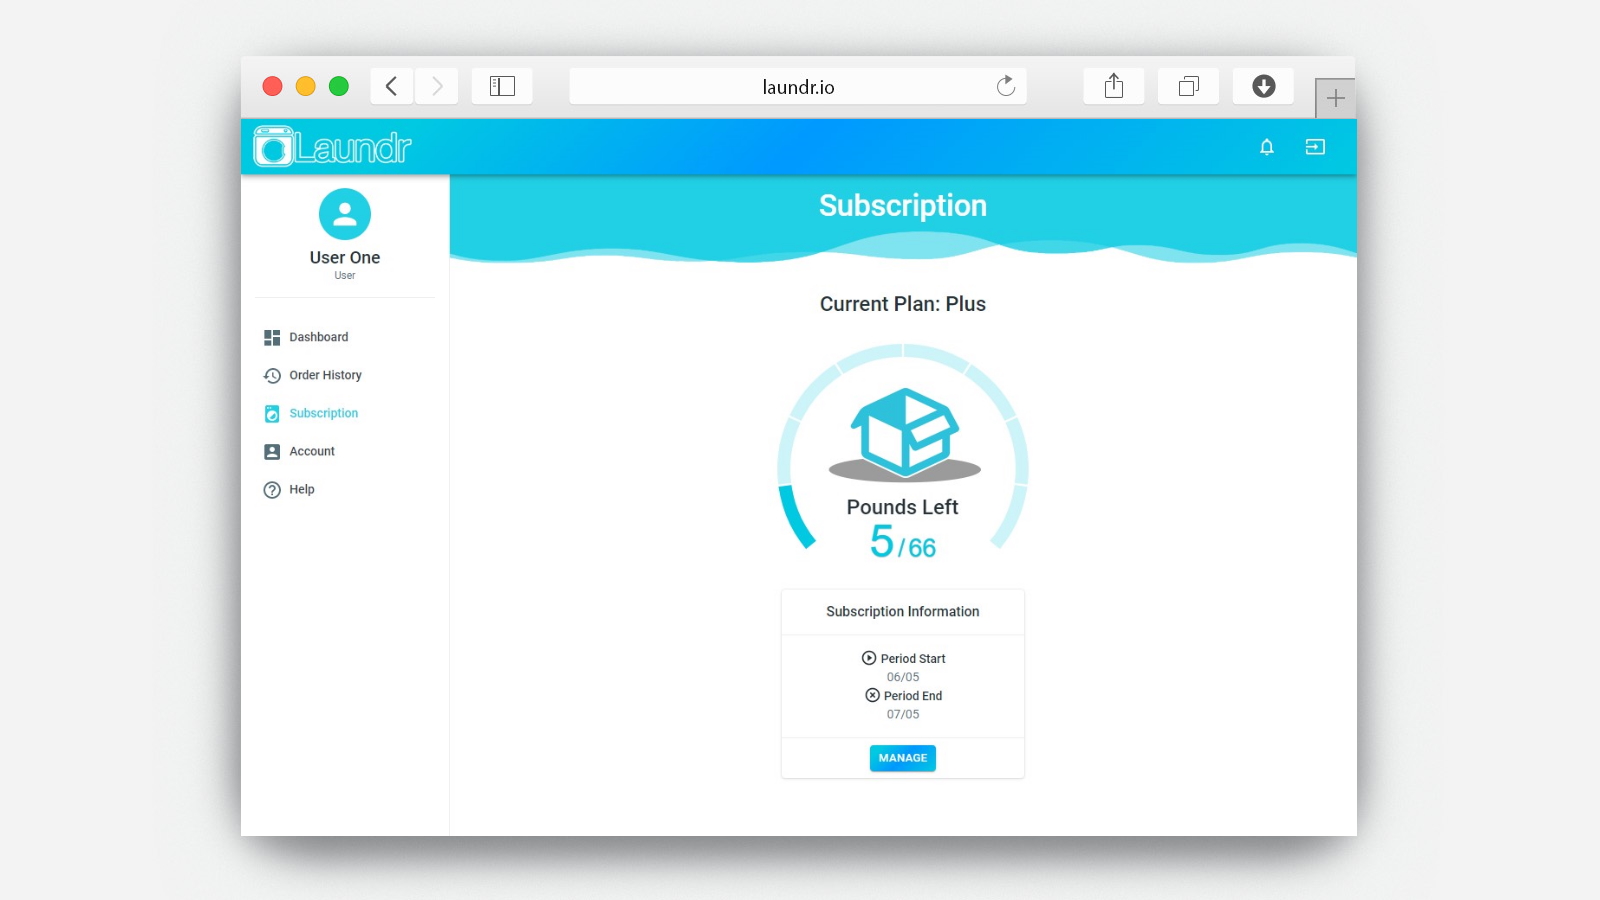 laundr.io
Laundr
Subscription
User One
User
Dashboard
Order History
Subscription
Account
Help
Current Plan: Plus
Pounds Left
5/66
Subscription Information
Period Start
06/05
Period End
07/05
MANAGE